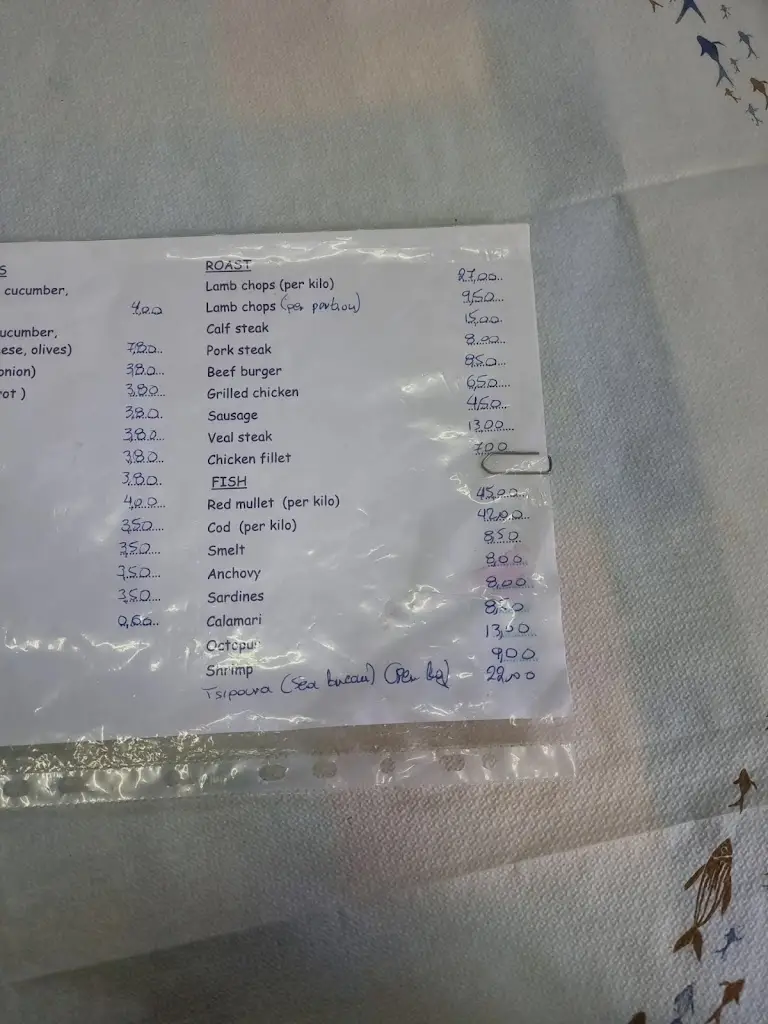 S
cucumber,
4,00
ucumber,
ese, olives) 7,80..
onion) 3,80...
rot ) 3,80...
3,80.
3,80...
3,80..
3,80.
4,00...
3,50...
3,50...
3,50...
3,50...
0,60..
ROAST
Lamb chops (per kilo) 27,00...
Lamb chops (per portion) 9,50...
Calf steak 15,00.
Pork steak 8,00...
Beef burger 8,50...
Grilled chicken 6,50....
Sausage 4,50..
Veal steak 13,00...
Chicken fillet 7,00
FISH
Red mullet (per kilo) 45,00...
Cod (per kilo) 42,00
Smelt 8,50.
Anchovy 8,00.
Sardines 8,00.
Calamari 8,50
Octopus 13,00
Shrimp 9,00
Tsipoura (sea bream) (per kg) 22,00